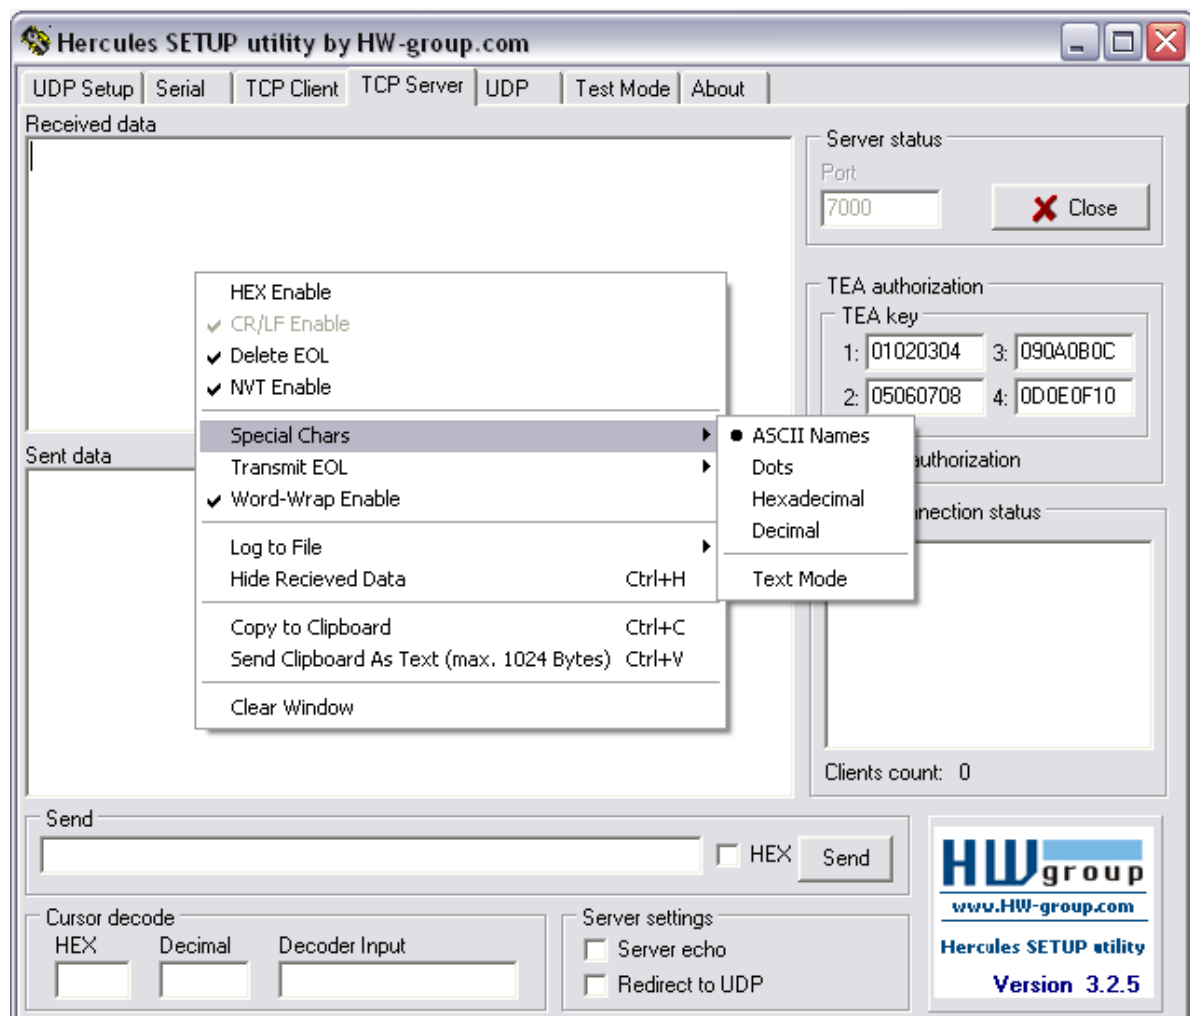 Hercules SETUP utility by HW-group.com
UDP Setup Serial TCP Client TCP Server UDP Test Mode About
Received data
Server status
Port
7000
Close
TEA authorization
TEA key
1: 01020304 3: 090A0B0C
2: 05060708 4: 0D0E0F10
HEX Enable
CR/LF Enable
Delete EOL
NVT Enable
Special Chars
Transmit EOL
Word-Wrap Enable
Log to File
Hide Recieved Data Ctrl+H
Copy to Clipboard Ctrl+C
Send Clipboard As Text (max. 1024 Bytes) Ctrl+V
Clear Window
ASCII Names
Dots
Hexadecimal
Decimal
Text Mode
Sent data
uthorization
nection status
Clients count: 0
Send
HEX Send
Cursor decode
HEX Decimal Decoder Input
Server settings
Server echo
Redirect to UDP
HW group
www.HW-group.com
Hercules SETUP utility
Version 3.2.5